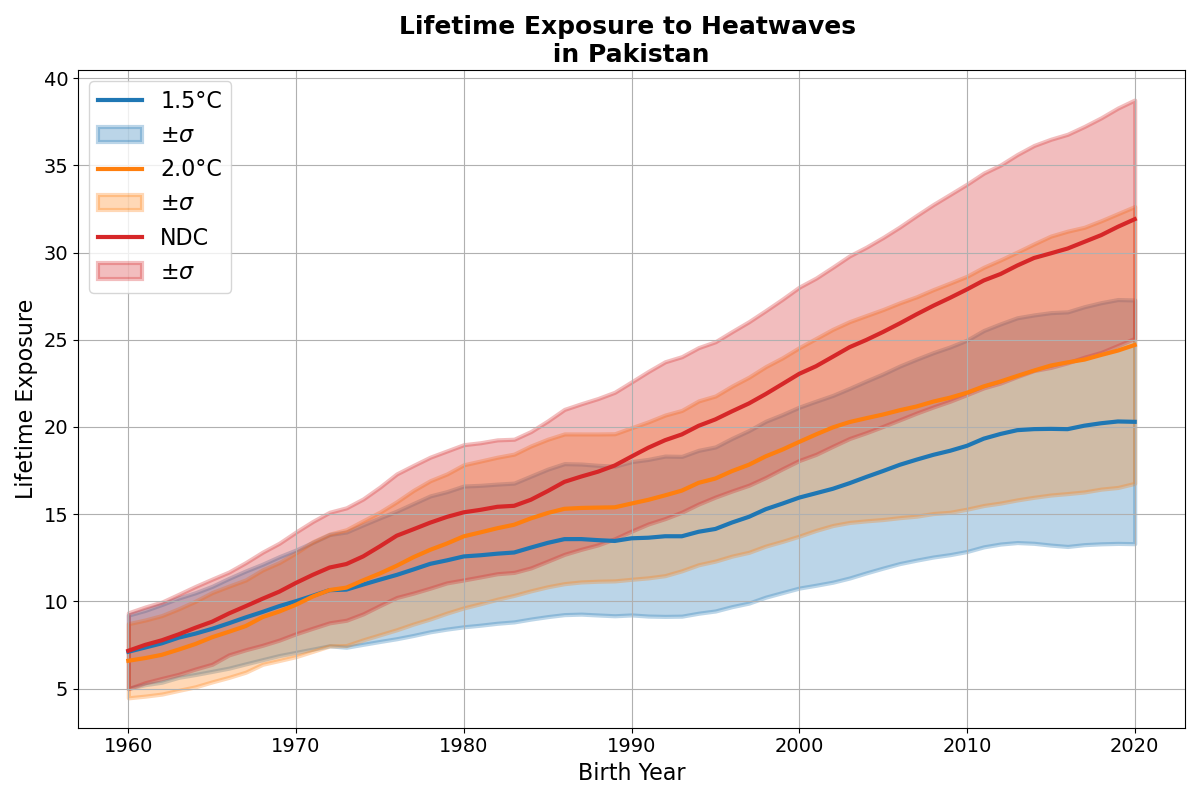 Lifetime Exposure to Heatwaves
in Pakistan
1.5°C
±σ
2.0°C
±σ
NDC
±σ
Lifetime Exposure
40
35
30
25
20
15
10
5
1960
1970
1980
1990
2000
2010
2020
Birth Year